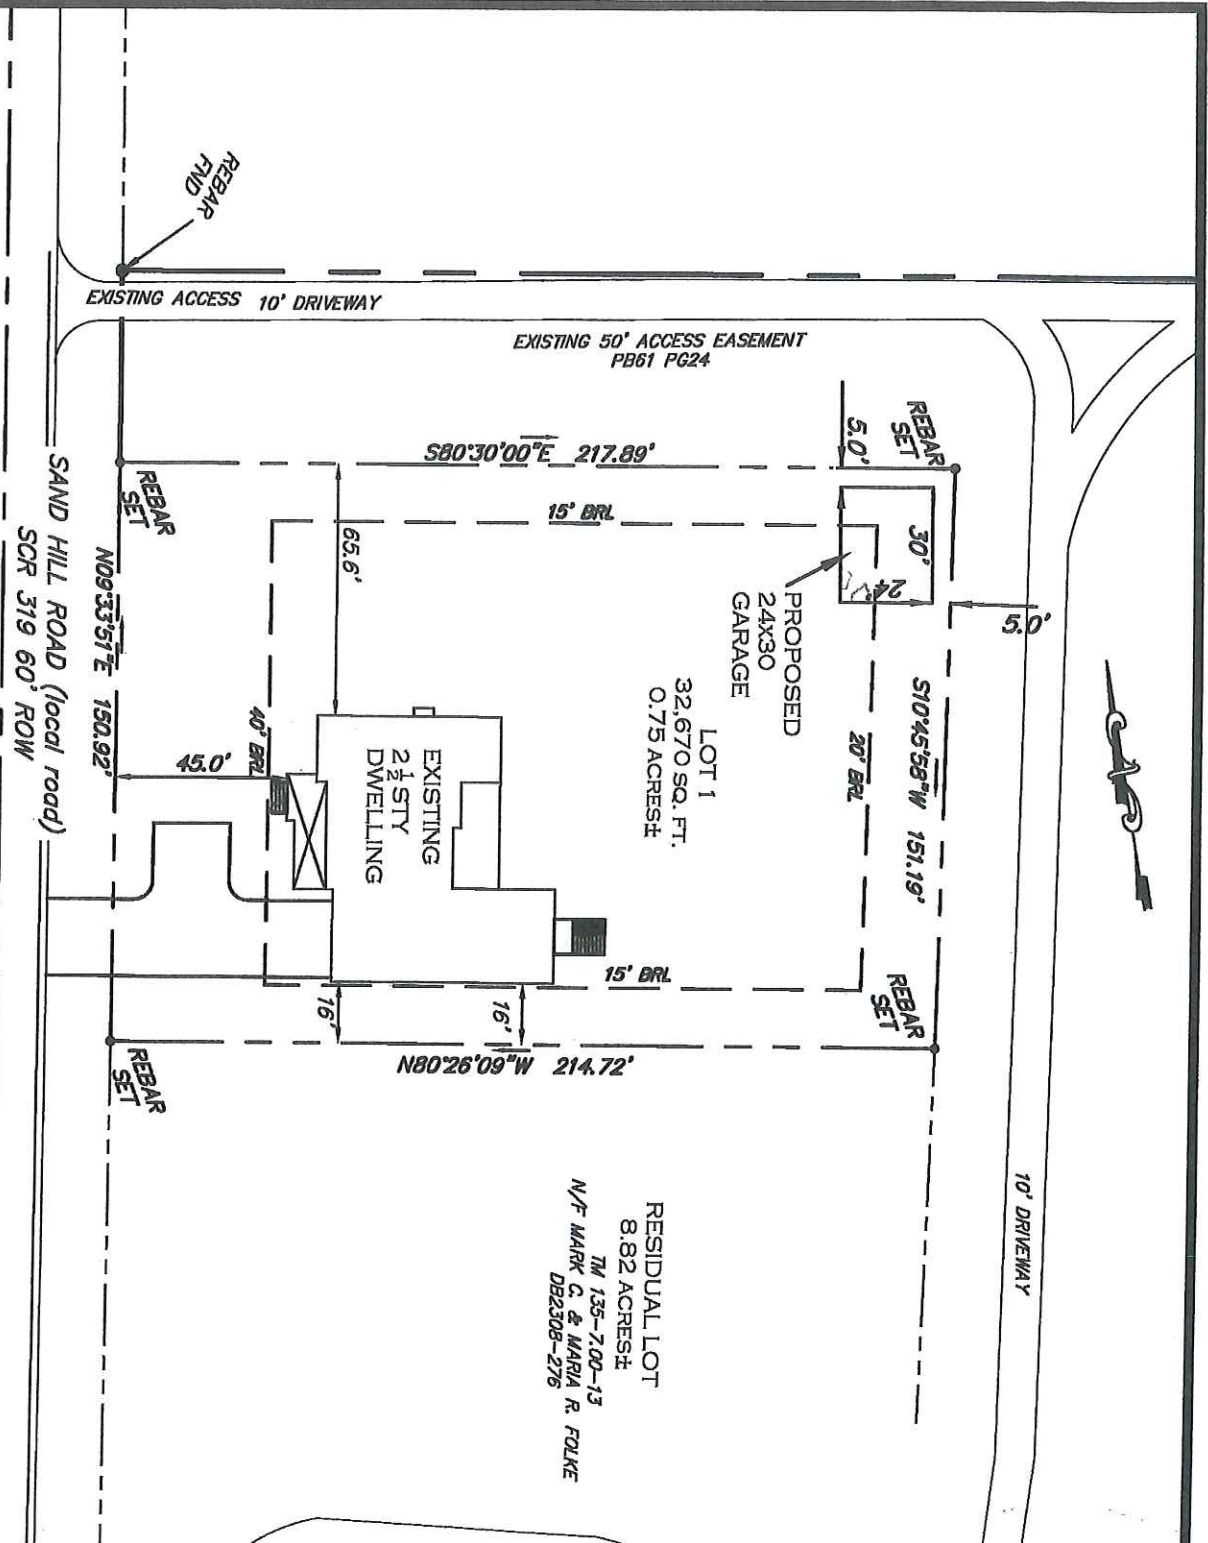 REBAR
FND
EXISTING ACCESS 10' DRIVEWAY
EXISTING 50' ACCESS EASEMENT
PB61 PG24
REBAR
SET
5.0'
S80°30'00"E 217.89'
REBAR
SET
15' BRL
30'
24'
5.0'
65.6'
PROPOSED
24x30
GARAGE
LOT 1
32,670 SQ. FT.
0.75 ACRES±
S10°45'58"W 151.19'
20' BRL
N09°33'51"E 150.92'
SAND HILL ROAD (local road)
SCR 319 60' ROW
40' BRL
45.0'
EXISTING
2 1/2 STY
DWELLING
15' BRL
REBAR
SET
16'
16'
N80°26'09"W 214.72'
REBAR
SET
10' DRIVEWAY
RESIDUAL LOT
8.82 ACRES±
TM 135-7.00-13
N/F MARK C. & MARIA R. FOLKE
DB2308-276